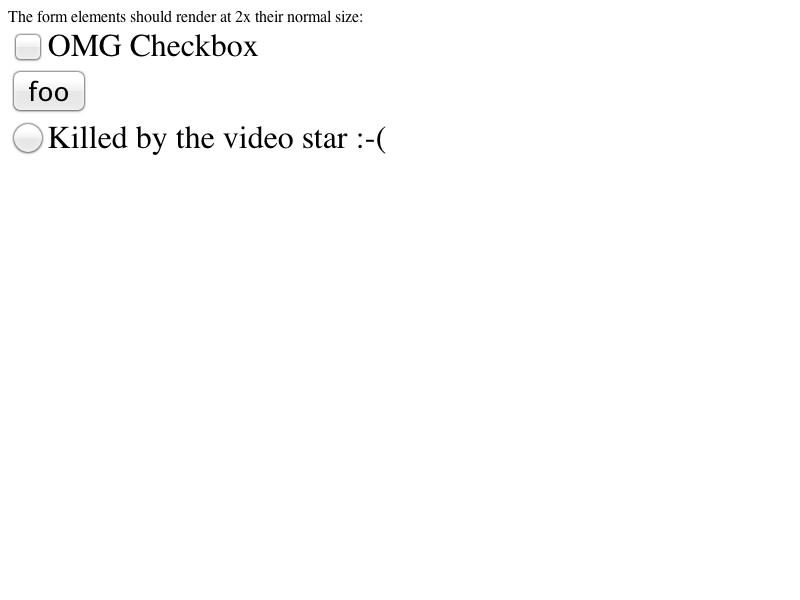 The form elements should render at 2x their normal size:
OMG Checkbox
foo
Killed by the video star :-(